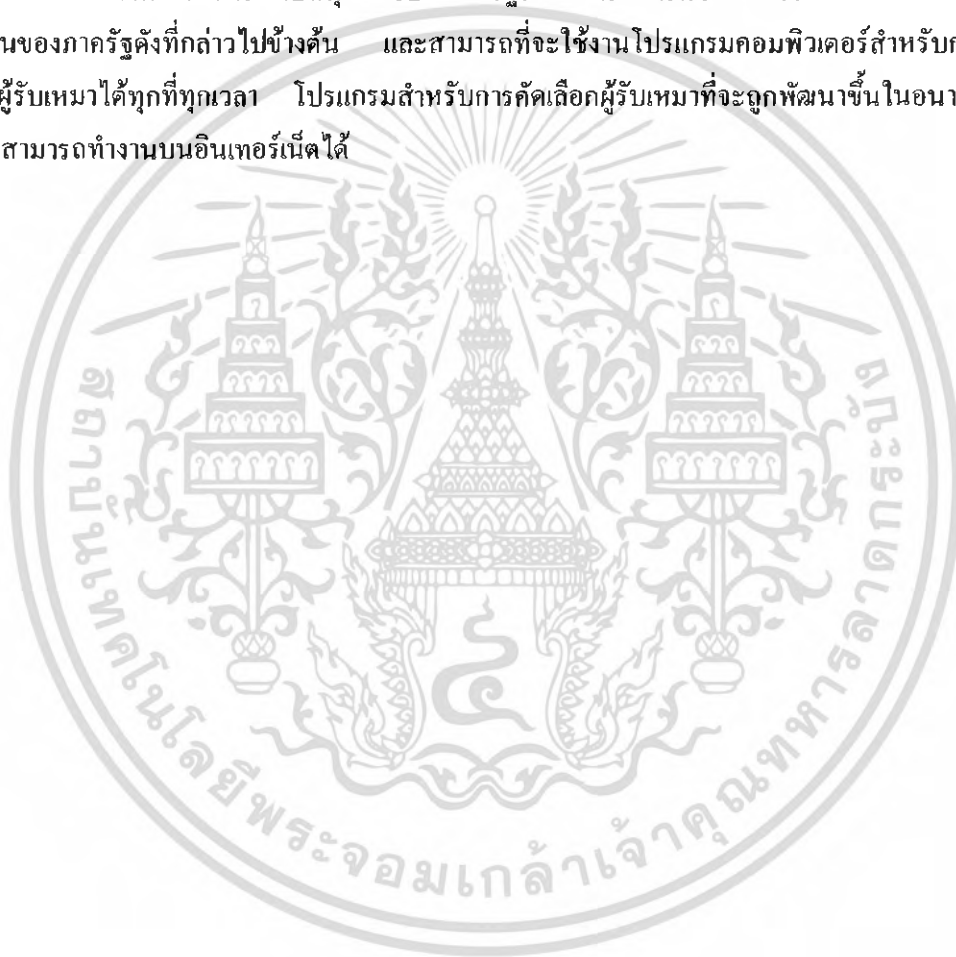 นของภาครัฐดังที่กล่าวไปข้างต้น และสามารถที่จะใช้งานโปรแกรมคอมพิวเตอร์สำหรับก
ผู้รับเหมาได้ทุกที่ทุกเวลา โปรแกรมสำหรับการคัดเลือกผู้รับเหมาที่จะถูกพัฒนาขึ้นในอนา
สามารถทำงานบนอินเทอร์เน็ตได้
สถาบันเทคโนโลยีพระจอมเกล้าเจ้าคุณทหารลาดกระบัง
๔